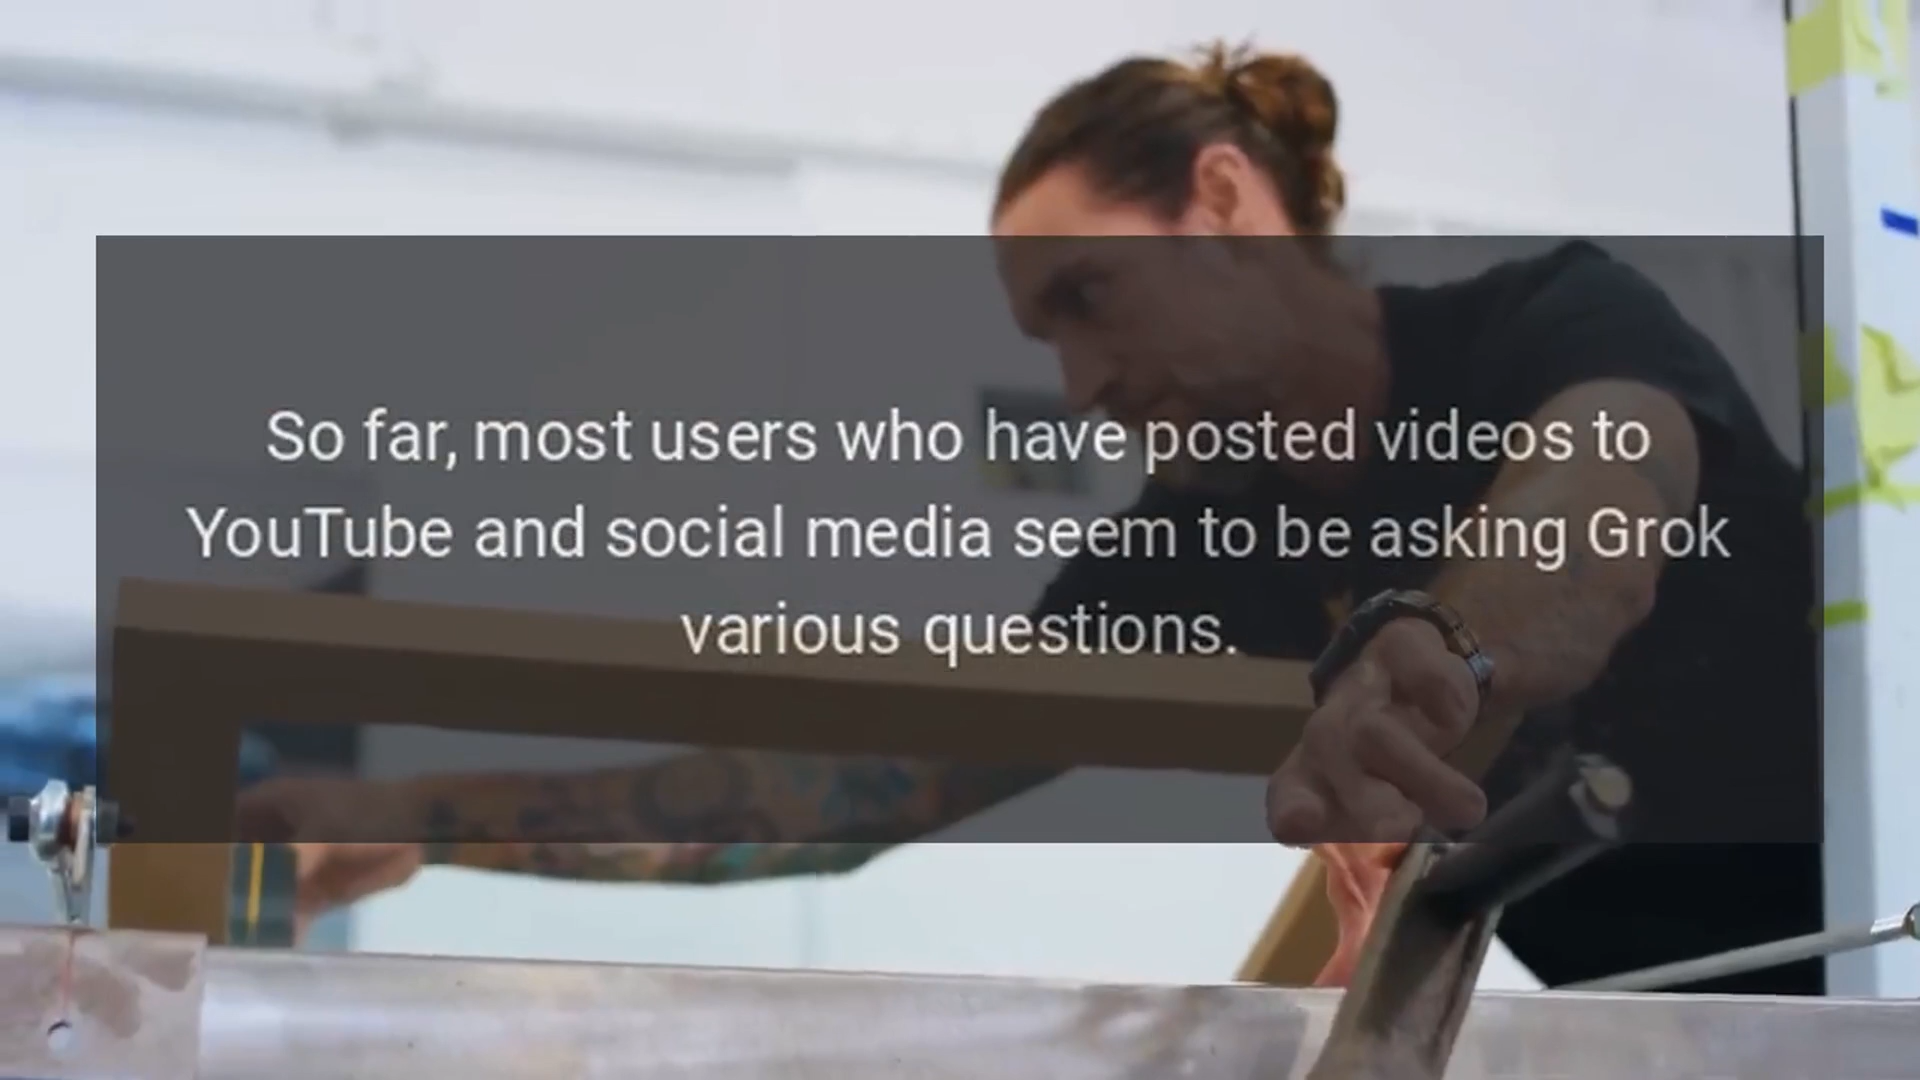 So far, most users who have posted videos to
YouTube and social media seem to be asking Grok
various questions.